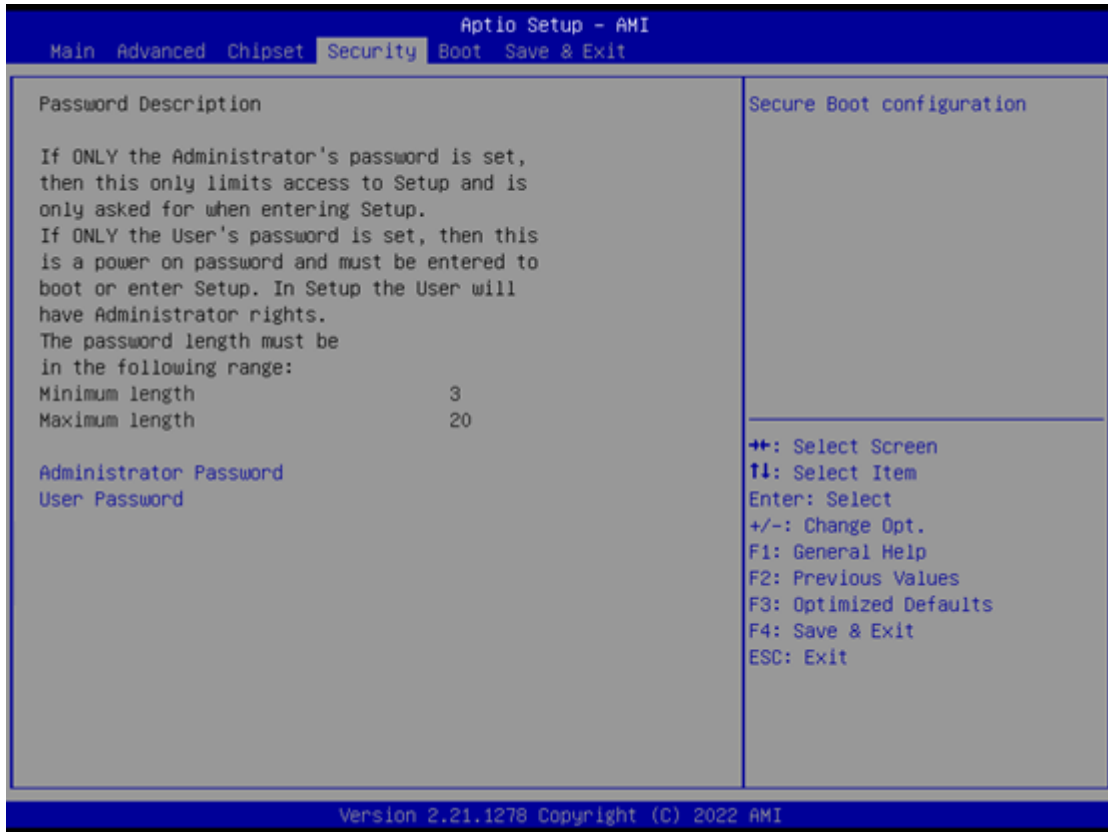 Aptio Setup – AMI
Main Advanced Chipset Security Boot Save & Exit
Password Description
If ONLY the Administrator's password is set,
then this only limits access to Setup and is
only asked for when entering Setup.
If ONLY the User's password is set, then this
is a power on password and must be entered to
boot or enter Setup. In Setup the User will
have Administrator rights.
The password length must be
in the following range:
Minimum length 3
Maximum length 20
Administrator Password
User Password
Secure Boot configuration
→←: Select Screen
↑↓: Select Item
Enter: Select
+/-: Change Opt.
F1: General Help
F2: Previous Values
F3: Optimized Defaults
F4: Save & Exit
ESC: Exit
Version 2.21.1278 Copyright (C) 2022 AMI